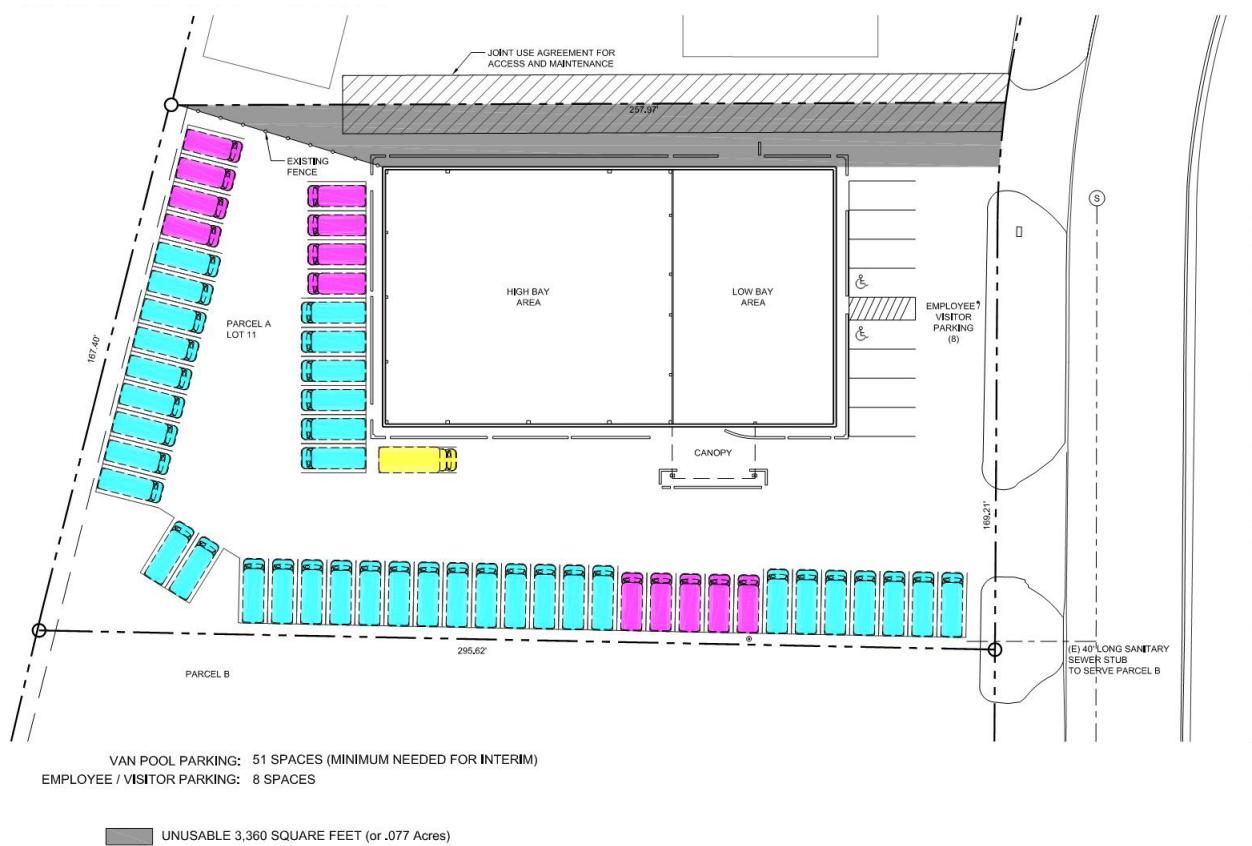 JOINT USE AGREEMENT FOR
ACCESS AND MAINTENANCE
257.97'
EXISTING
FENCE
S
HIGH BAY
AREA
LOW BAY
AREA
EMPLOYEE /
VISITOR
PARKING
(8)
PARCEL A
LOT 11
167.40'
CANOPY
169.21'
295.62'
(E) 40' LONG SANITARY
SEWER STUB
TO SERVE PARCEL B
PARCEL B
VAN POOL PARKING: 51 SPACES (MINIMUM NEEDED FOR INTERIM)
EMPLOYEE / VISITOR PARKING: 8 SPACES
UNUSABLE 3,360 SQUARE FEET (or .077 Acres)